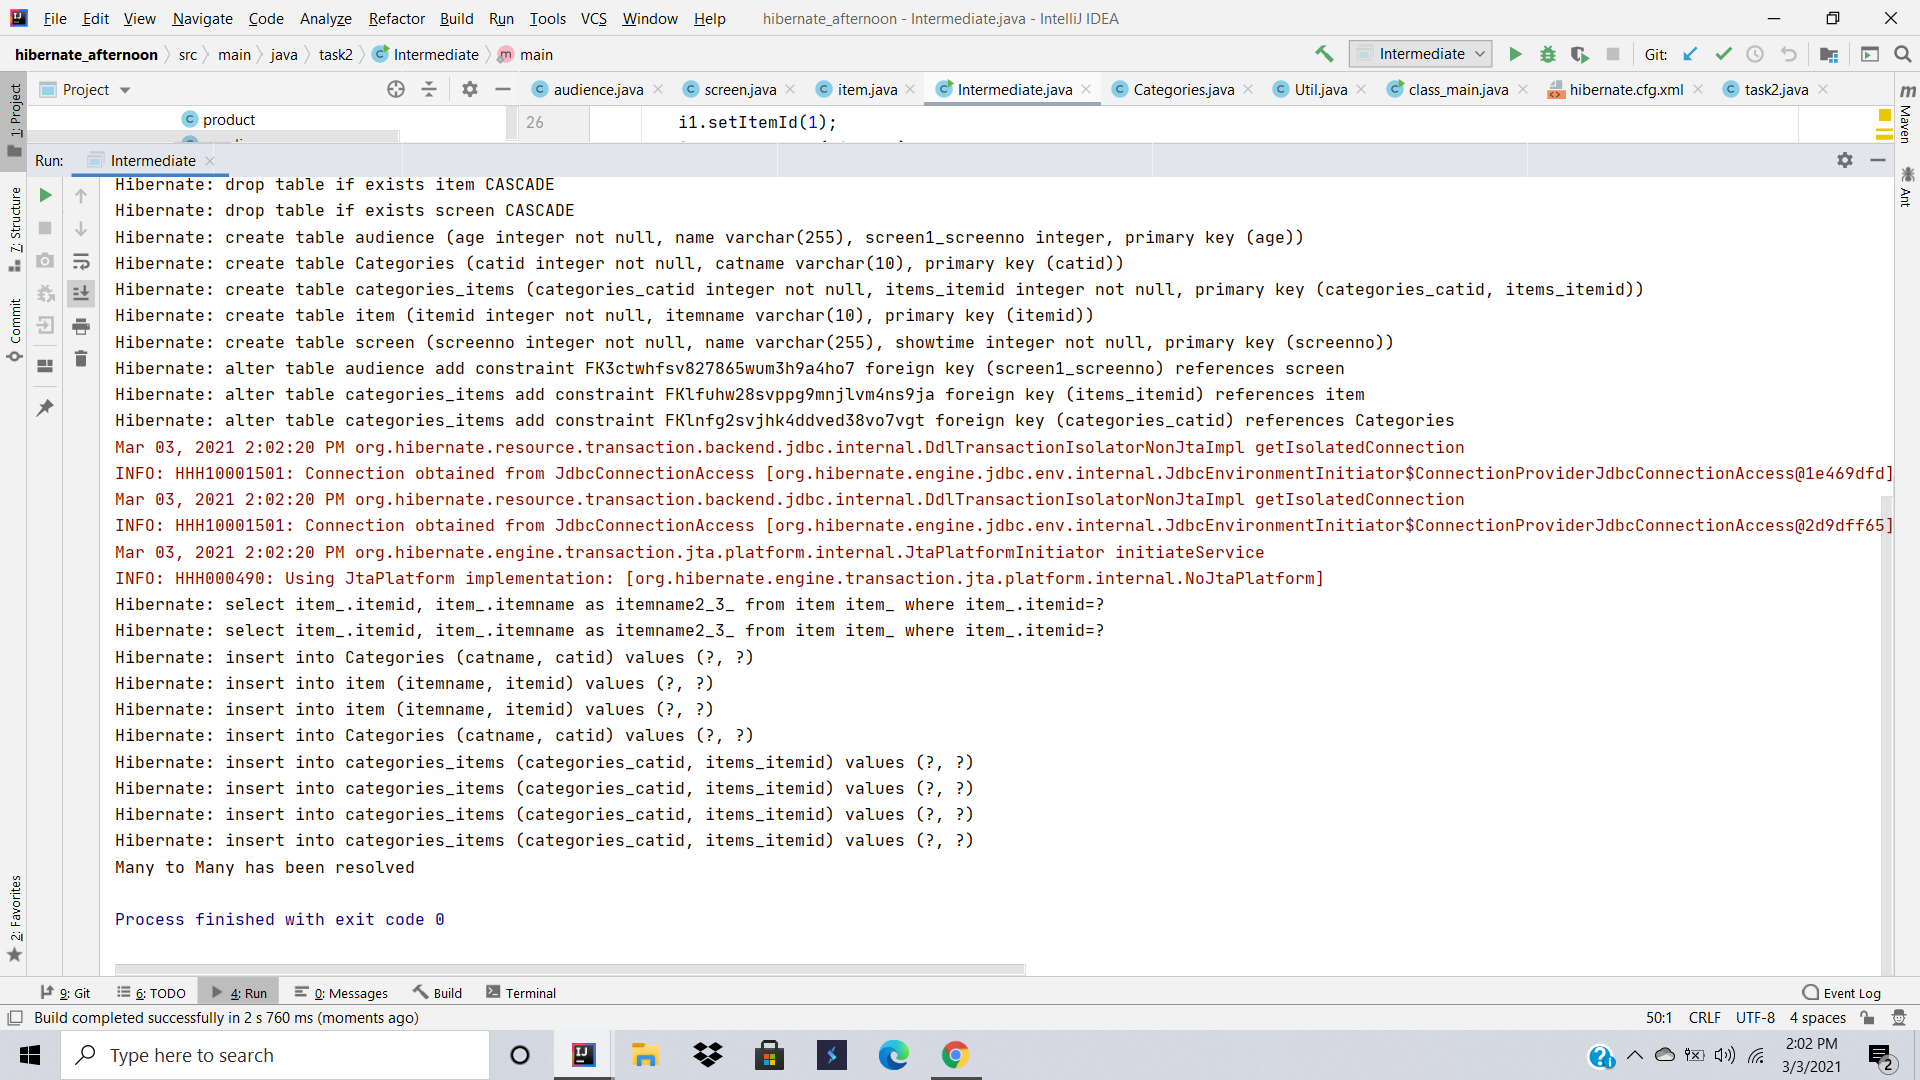 File Edit View Navigate Code Analyze Refactor Build Run Tools VCS Window Help hibernate_afternoon - Intermediate.java - IntelliJ IDEA
hibernate_afternoon src main java task2 Intermediate main Intermediate Git:
1: Project
Project audience.java screen.java item.java Intermediate.java Categories.java Util.java class_main.java hibernate.cfg.xml task2.java
product
26 i1.setItemId(1);
Maven
Run: Intermediate
Ant
7: Structure
Commit
2: Favorites
Hibernate: drop table if exists item CASCADE
Hibernate: drop table if exists screen CASCADE
Hibernate: create table audience (age integer not null, name varchar(255), screen1_screenno integer, primary key (age))
Hibernate: create table Categories (catid integer not null, catname varchar(10), primary key (catid))
Hibernate: create table categories_items (categories_catid integer not null, items_itemid integer not null, primary key (categories_catid, items_itemid))
Hibernate: create table item (itemid integer not null, itemname varchar(10), primary key (itemid))
Hibernate: create table screen (screenno integer not null, name varchar(255), showtime integer not null, primary key (screenno))
Hibernate: alter table audience add constraint FK3ctwhfsv827865wum3h9a4ho7 foreign key (screen1_screenno) references screen
Hibernate: alter table categories_items add constraint FKlfuhw28svppg9mnjlvm4ns9ja foreign key (items_itemid) references item
Hibernate: alter table categories_items add constraint FKlnfg2svjhk4ddved38vo7vgt foreign key (categories_catid) references Categories
Mar 03, 2021 2:02:20 PM org.hibernate.resource.transaction.backend.jdbc.internal.DdlTransactionIsolatorNonJtaImpl getIsolatedConnection
INFO: HHH10001501: Connection obtained from JdbcConnectionAccess [org.hibernate.engine.jdbc.env.internal.JdbcEnvironmentInitiator$ConnectionProviderJdbcConnectionAccess@1e469dfd]
Mar 03, 2021 2:02:20 PM org.hibernate.resource.transaction.backend.jdbc.internal.DdlTransactionIsolatorNonJtaImpl getIsolatedConnection
INFO: HHH10001501: Connection obtained from JdbcConnectionAccess [org.hibernate.engine.jdbc.env.internal.JdbcEnvironmentInitiator$ConnectionProviderJdbcConnectionAccess@2d9dff65]
Mar 03, 2021 2:02:20 PM org.hibernate.engine.transaction.jta.platform.internal.JtaPlatformInitiator initiateService
INFO: HHH000490: Using JtaPlatform implementation: [org.hibernate.engine.transaction.jta.platform.internal.NoJtaPlatform]
Hibernate: select item_.itemid, item_.itemname as itemname2_3_ from item item_ where item_.itemid=?
Hibernate: select item_.itemid, item_.itemname as itemname2_3_ from item item_ where item_.itemid=?
Hibernate: insert into Categories (catname, catid) values (?, ?)
Hibernate: insert into item (itemname, itemid) values (?, ?)
Hibernate: insert into item (itemname, itemid) values (?, ?)
Hibernate: insert into Categories (catname, catid) values (?, ?)
Hibernate: insert into categories_items (categories_catid, items_itemid) values (?, ?)
Hibernate: insert into categories_items (categories_catid, items_itemid) values (?, ?)
Hibernate: insert into categories_items (categories_catid, items_itemid) values (?, ?)
Hibernate: insert into categories_items (categories_catid, items_itemid) values (?, ?)
Many to Many has been resolved
Process finished with exit code 0
9: Git 6: TODO 4: Run 0: Messages Build Terminal Event Log
Build completed successfully in 2 s 760 ms (moments ago) 50:1 CRLF UTF-8 4 spaces
Type here to search
2:02 PM
3/3/2021
2